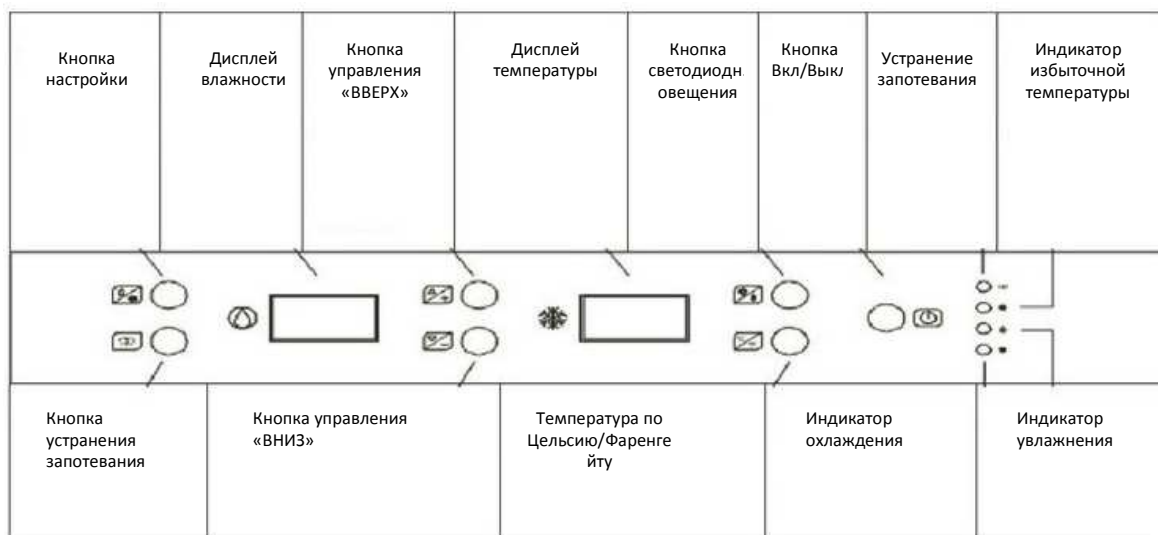 Кнопка
настройки
Дисплей
влажности
Кнопка
управления
«ВВЕРХ»
Дисплей
температуры
Кнопка
светодиодн.
овещения
Кнопка
Вкл/Выкл
Устранение
запотевания
Индикатор
избыточной
температуры
Кнопка
устранения
запотевания
Кнопка управления
«ВНИЗ»
Температура по
Цельсию/Фаренге
йту
Индикатор
охлаждения
Индикатор
увлажнения